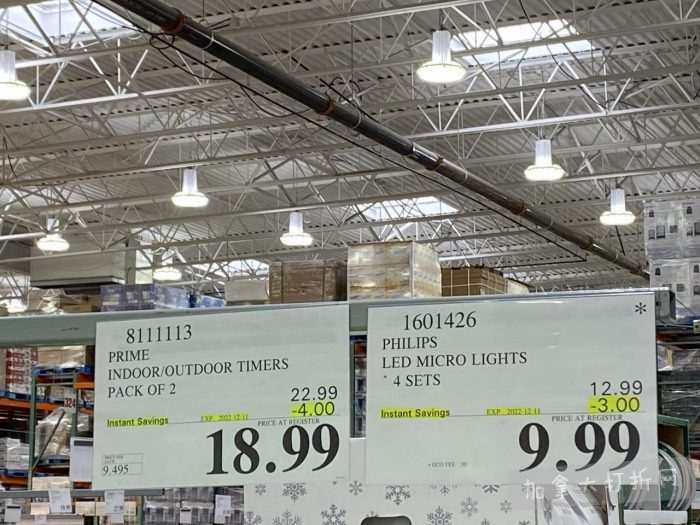 8111113
PRIME
INDOOR/OUTDOOR TIMERS
PACK OF 2
22.99
-4.00
Instant Savings
EXP. 2022-12-11
PRICE AT REGISTER
18.99
9.495
1601426
*
PHILIPS
LED MICRO LIGHTS
* 4 SETS
12.99
-3.00
Instant Savings
EXP. 2022-12-11
PRICE AT REGISTER
9.99
加拿大打折网